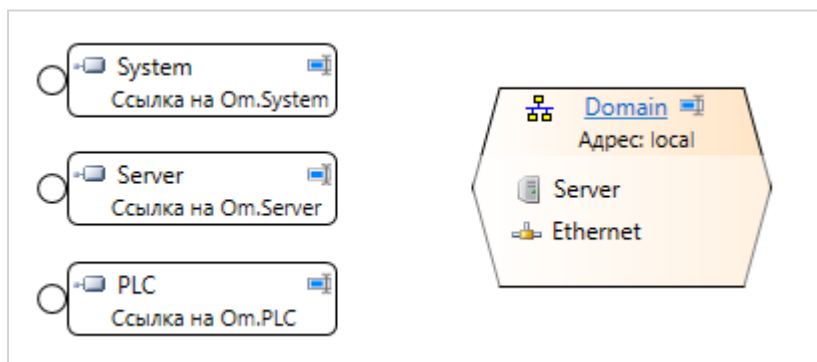 System
Ссылка на Om.System
Server
Ссылка на Om.Server
PLC
Ссылка на Om.PLC
Domain
Адрес: local
Server
Ethernet